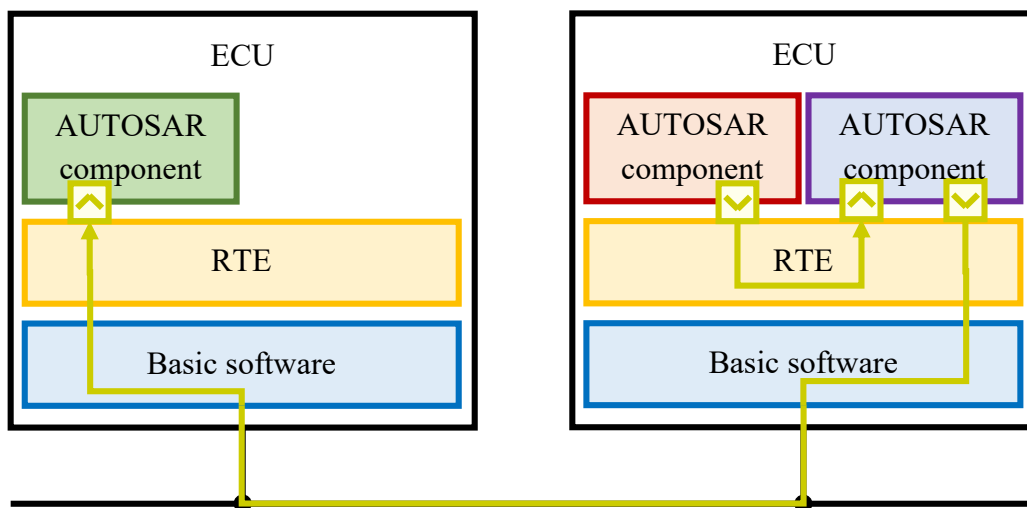 ECU
AUTOSAR
component
RTE
Basic software
ECU
AUTOSAR
component
AUTOSAR
component
RTE
Basic software